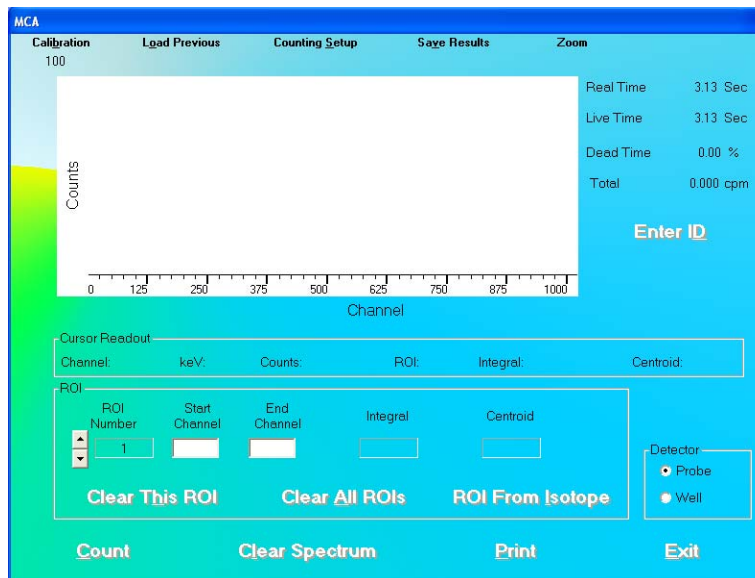 MCA
Calibration Load Previous Counting Setup Save Results Zoom
100
Real Time 3.13 Sec
Live Time 3.13 Sec
Dead Time 0.00 %
Total 0.000 cpm
Enter ID
Counts
0 125 250 375 500 625 750 875 1000
Channel
Cursor Readout
Channel: keV: Counts: ROI: Integral: Centroid:
ROI
ROI Number Start Channel End Channel Integral Centroid
1
Clear This ROI Clear All ROIs ROI From Isotope
Detector
Probe
Well
Count Clear Spectrum Print Exit